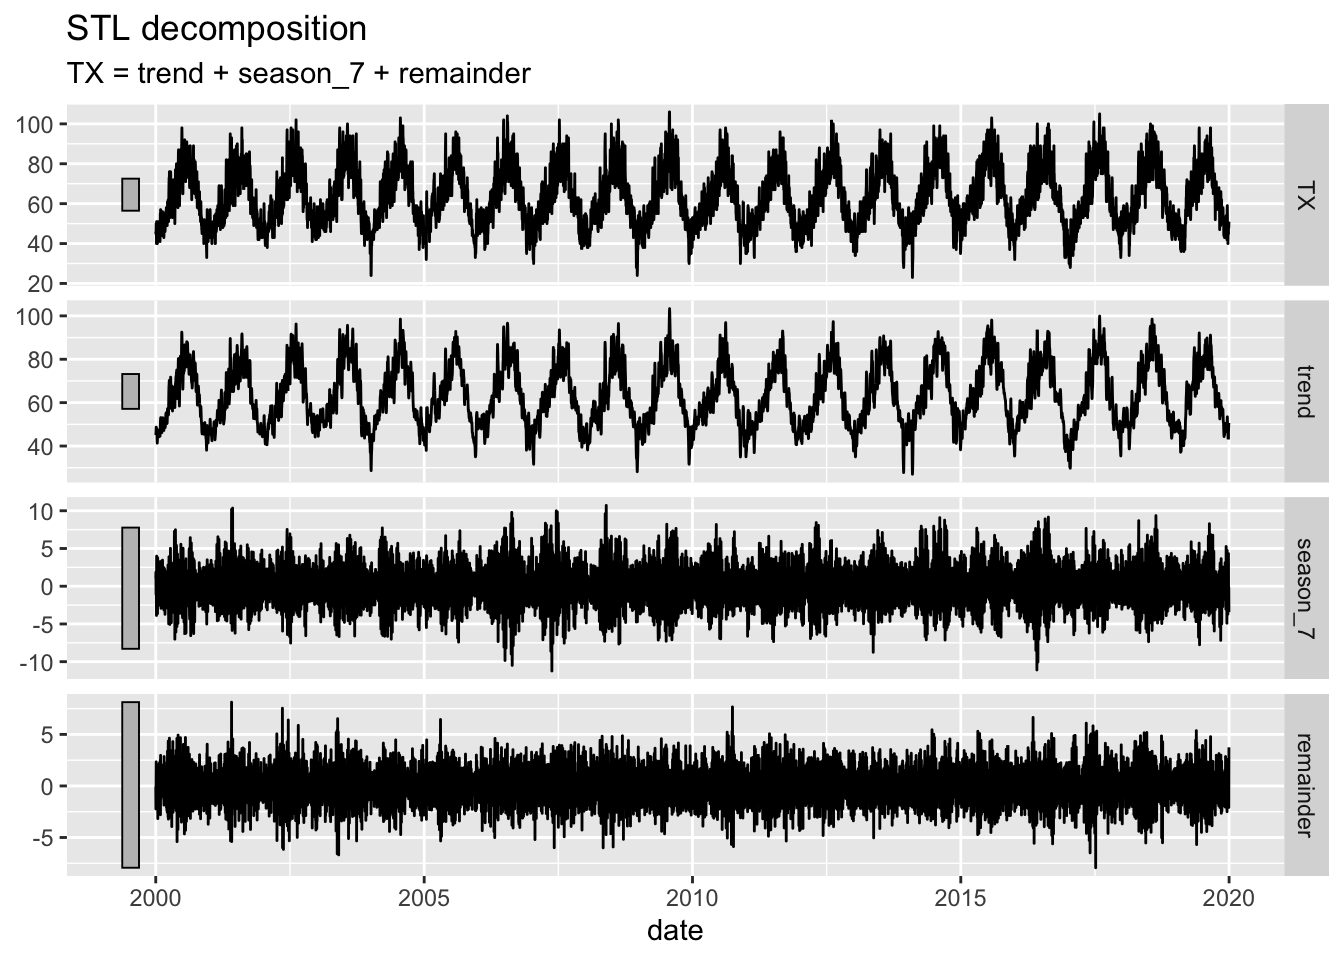 STL decomposition
TX = trend + season_7 + remainder
100
80
60
40
20
TX
100
80
60
40
trend
10
5
0
-5
-10
season_7
5
0
-5
remainder
2000 2005 2010 2015 2020
date